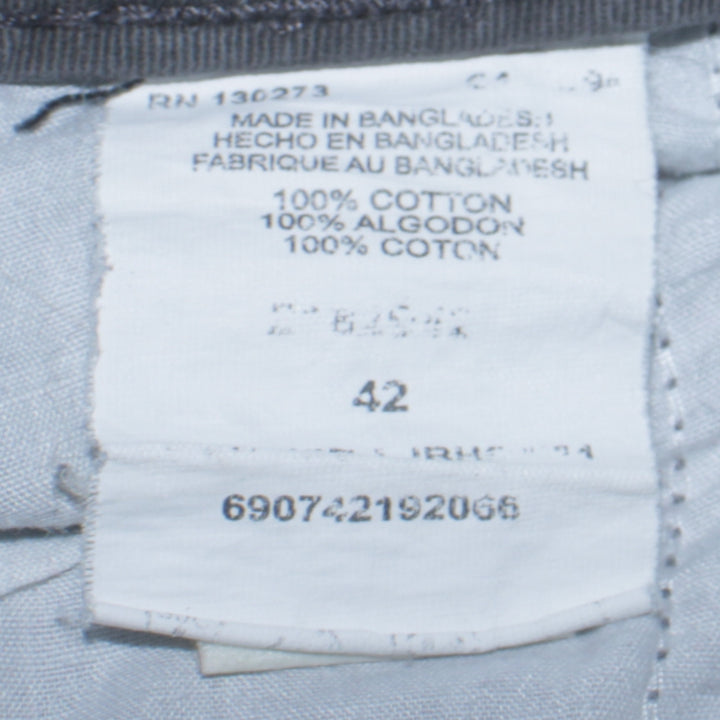 RN 130273
MADE IN BANGLADESH
HECHO EN BANGLADESH
FABRIQUE AU BANGLADESH
100% COTTON
100% ALGODON
100% COTON
42
690742192066